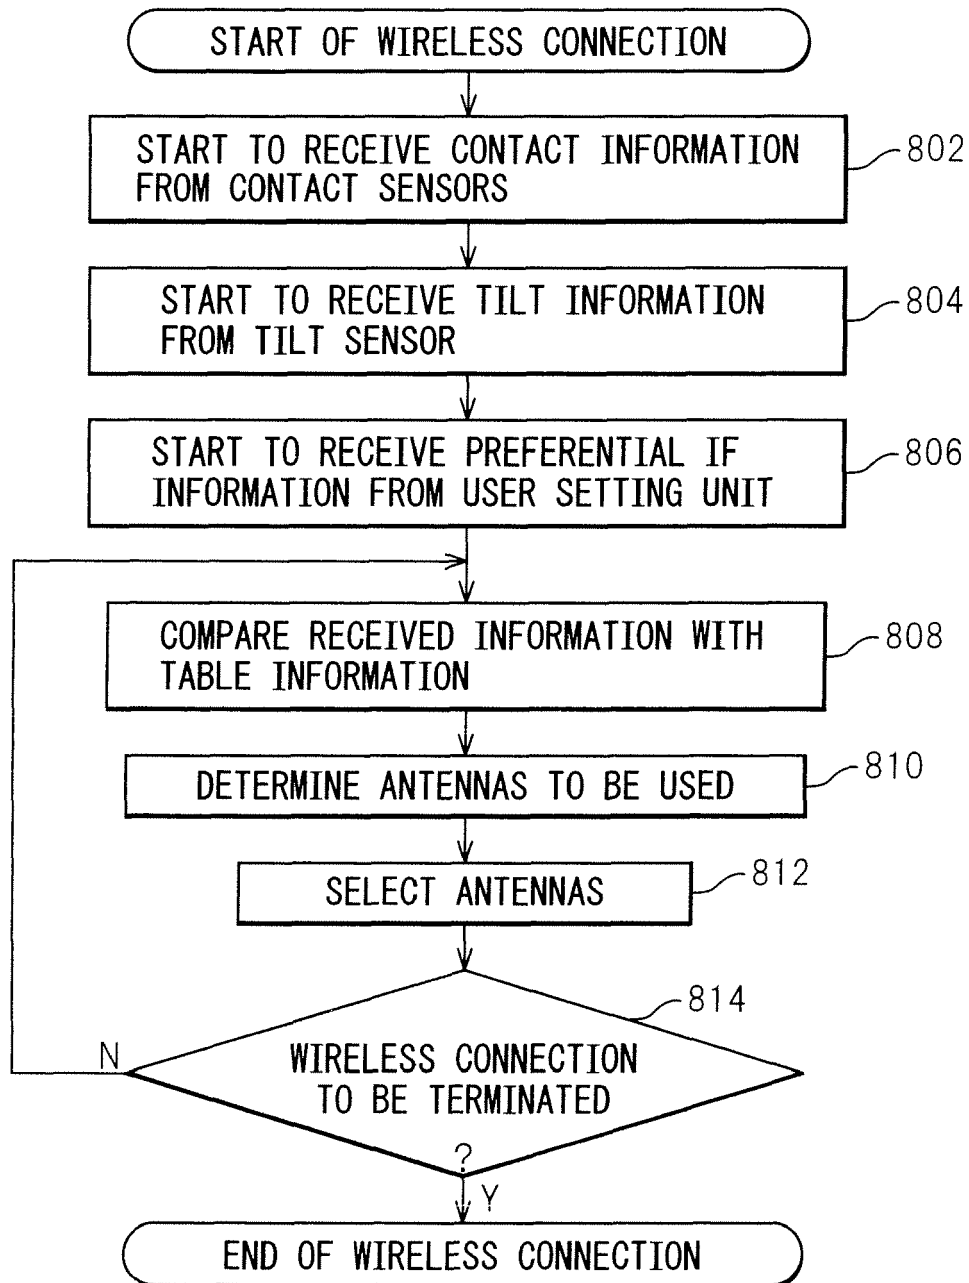 START OF WIRELESS CONNECTION
START TO RECEIVE CONTACT INFORMATION
FROM CONTACT SENSORS
802
START TO RECEIVE TILT INFORMATION
FROM TILT SENSOR
804
START TO RECEIVE PREFERENTIAL IF
INFORMATION FROM USER SETTING UNIT
806
COMPARE RECEIVED INFORMATION WITH
TABLE INFORMATION
808
DETERMINE ANTENNAS TO BE USED
810
SELECT ANTENNAS
812
814
N
WIRELESS CONNECTION
TO BE TERMINATED
?
Y
END OF WIRELESS CONNECTION